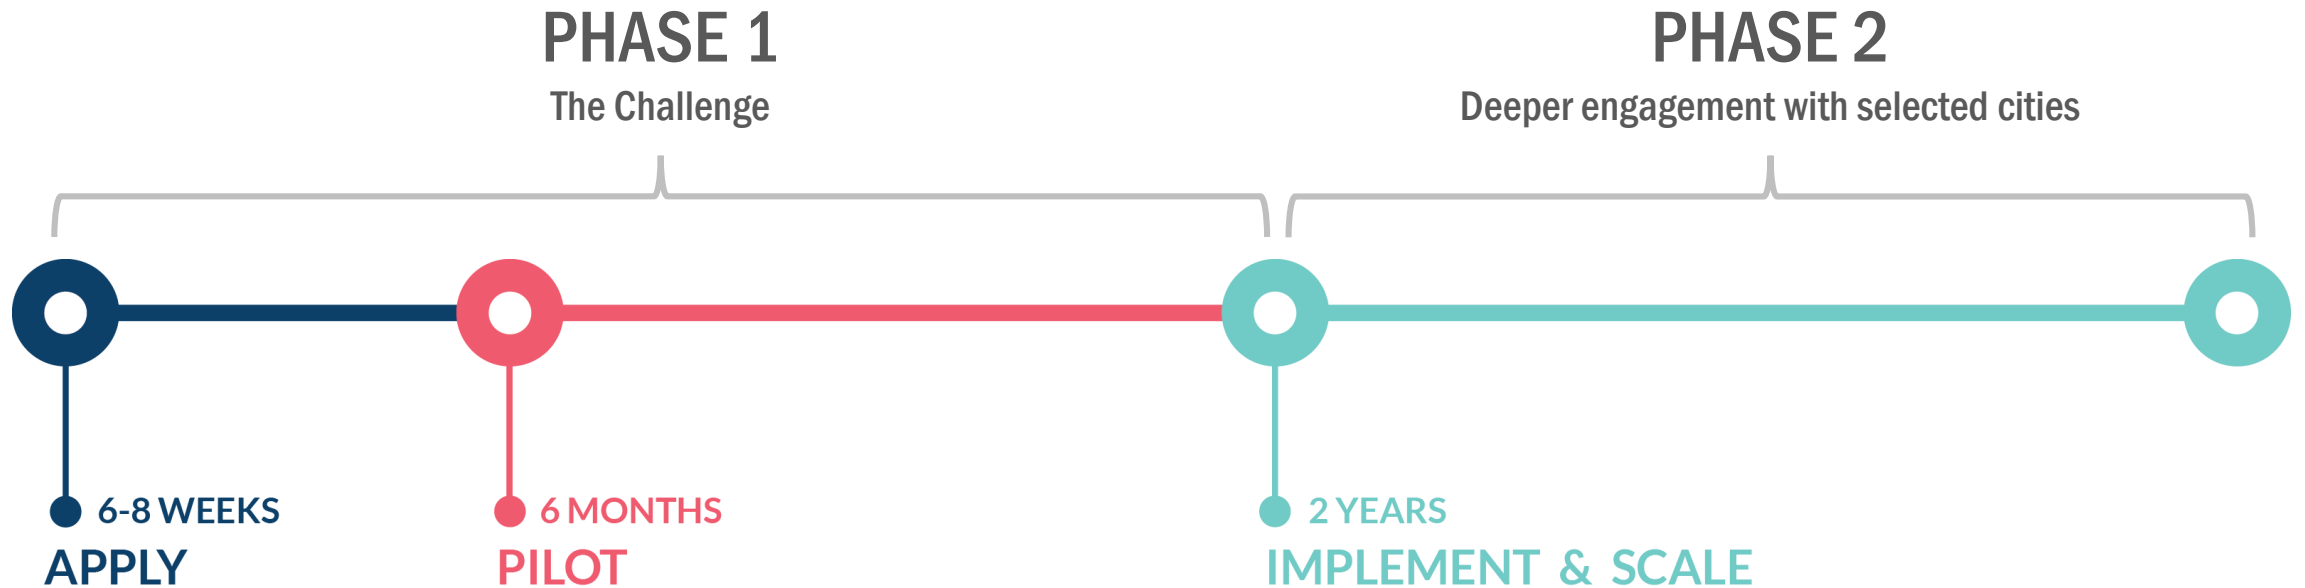 PHASE 1
The Challenge
PHASE 2
Deeper engagement with selected cities
6-8 WEEKS
APPLY
6 MONTHS
PILOT
2 YEARS
IMPLEMENT & SCALE